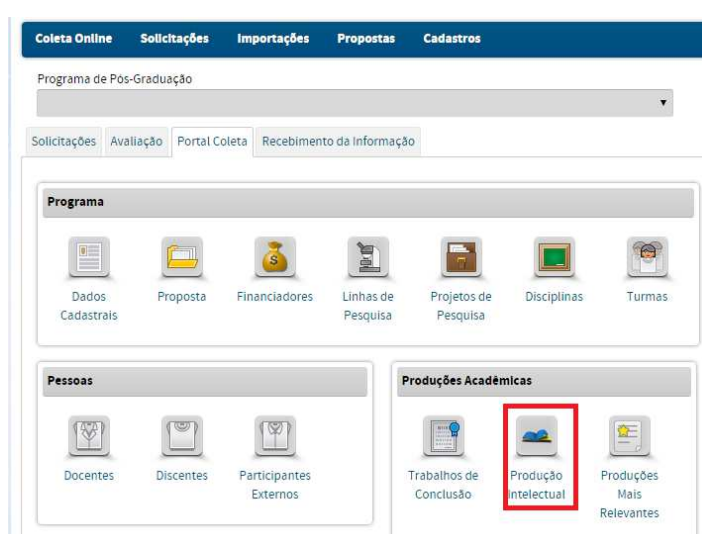 Coleta Online Solicitações Importações Propostas Cadastros
Programa de Pós-Graduação
Solicitações Avaliação Portal Coleta Recebimento da Informação
Programa
Dados Cadastrais
Proposta
Financiadores
Linhas de Pesquisa
Projetos de Pesquisa
Disciplinas
Turmas
Pessoas
Docentes
Discentes
Participantes Externos
Produções Acadêmicas
Trabalhos de Conclusão
Produção Intelectual
Produções Mais Relevantes